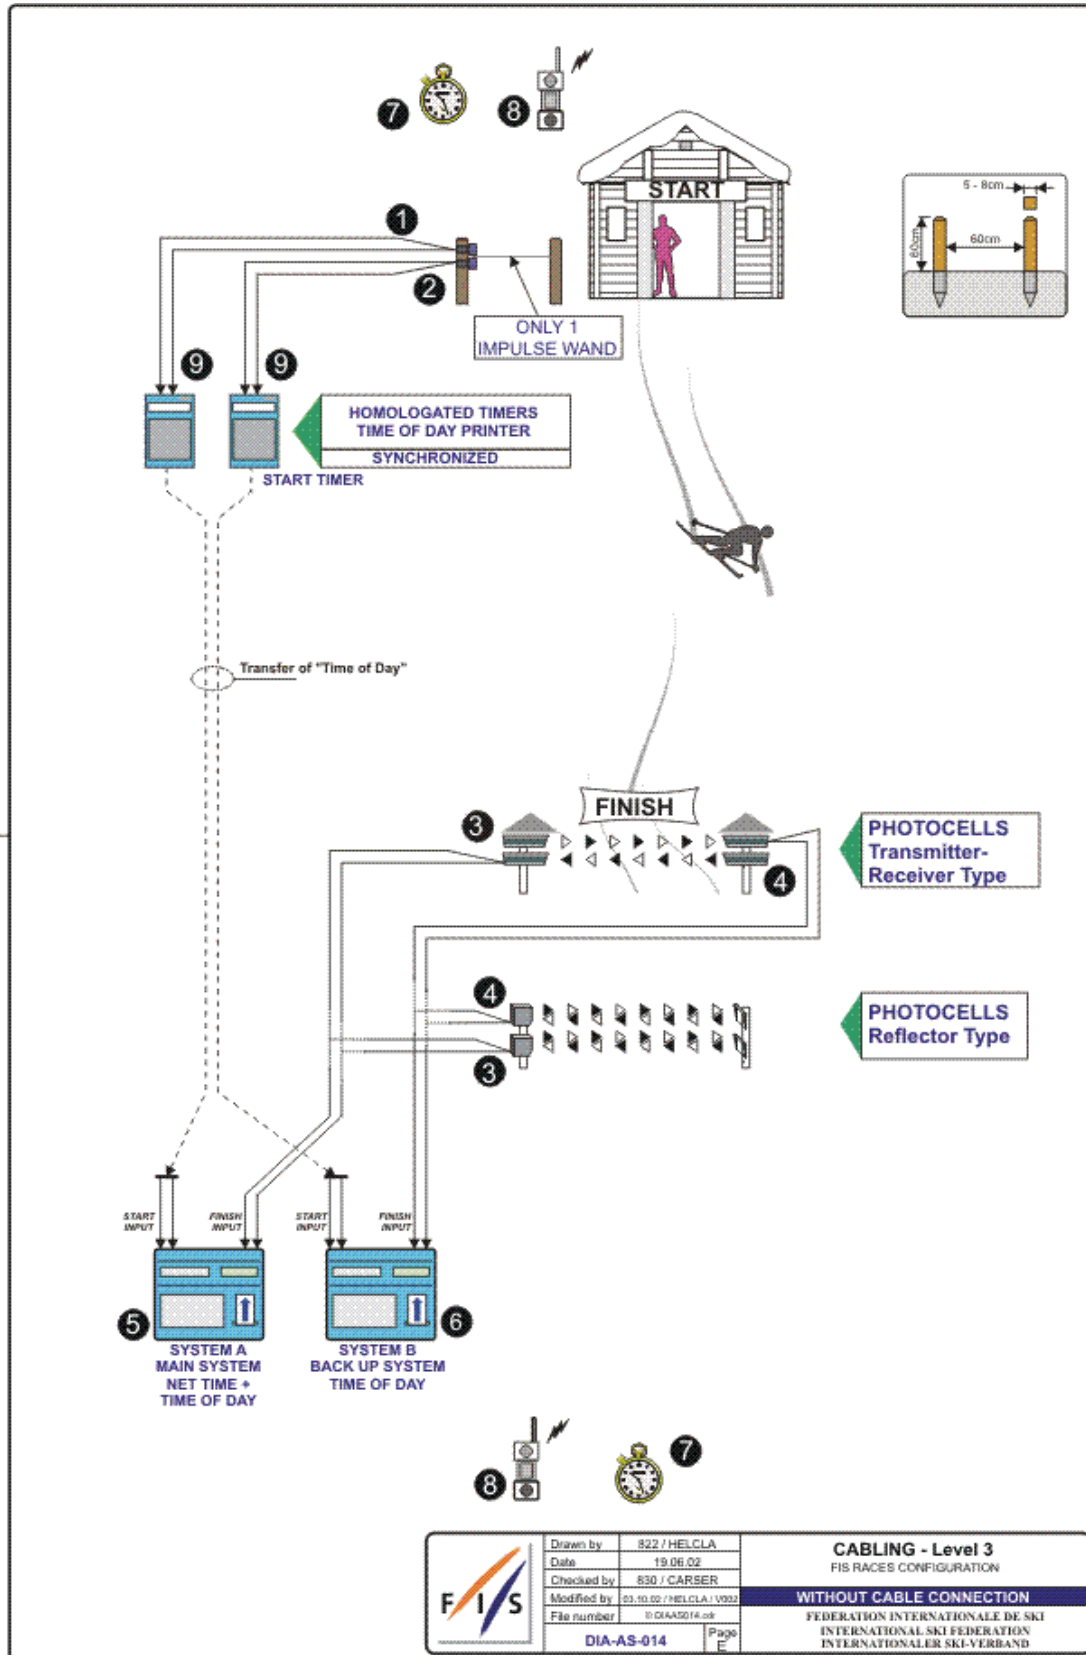 7
8
START
5 - 8cm
60cm
60cm
1
2
ONLY 1
IMPULSE WAND
9
9
HOMOLOGATED TIMERS
TIME OF DAY PRINTER
SYNCHRONIZED
START TIMER
Transfer of "Time of Day"
FINISH
3
4
PHOTOCELLS
Transmitter-
Receiver Type
4
3
PHOTOCELLS
Reflector Type
START
INPUT
FINISH
INPUT
START
INPUT
FINISH
INPUT
5
6
SYSTEM A
MAIN SYSTEM
NET TIME +
TIME OF DAY
SYSTEM B
BACK UP SYSTEM
TIME OF DAY
8
7
F I S
Drawn by 822 / HELCLA
Date 19.06.02
Checked by 830 / CARSER
Modified by 03.10.02 / HELCLA / V002
File number
DIA-AS-014
Page E
CABLING - Level 3
FIS RACES CONFIGURATION
WITHOUT CABLE CONNECTION
FEDERATION INTERNATIONALE DE SKI
INTERNATIONAL SKI FEDERATION
INTERNATIONALER SKI-VERBAND